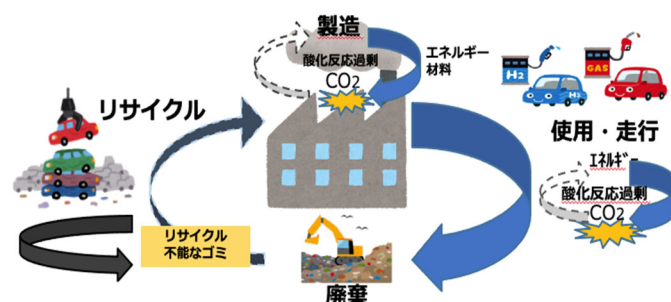 製造
酸化反応過剰
CO2
エネルギー
材料
H2
GAS
リサイクル
使用・走行
エネルギー
酸化反応過剰
CO2
リサイクル
不能なゴミ
廃棄